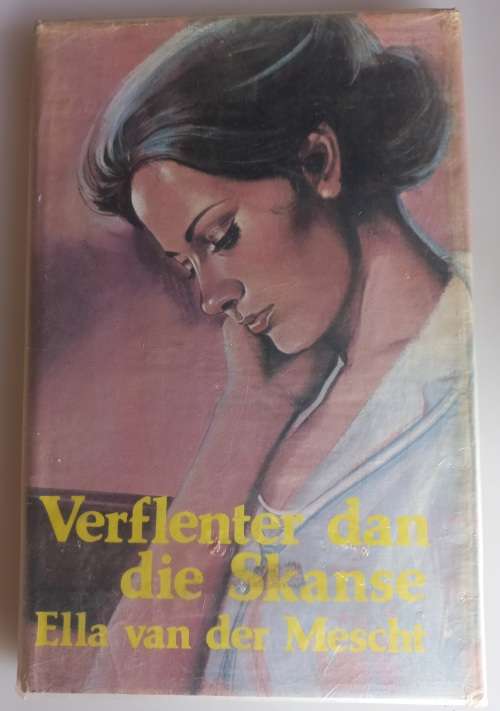 Verflenter dan
die Skanse
Ella van der Mescht